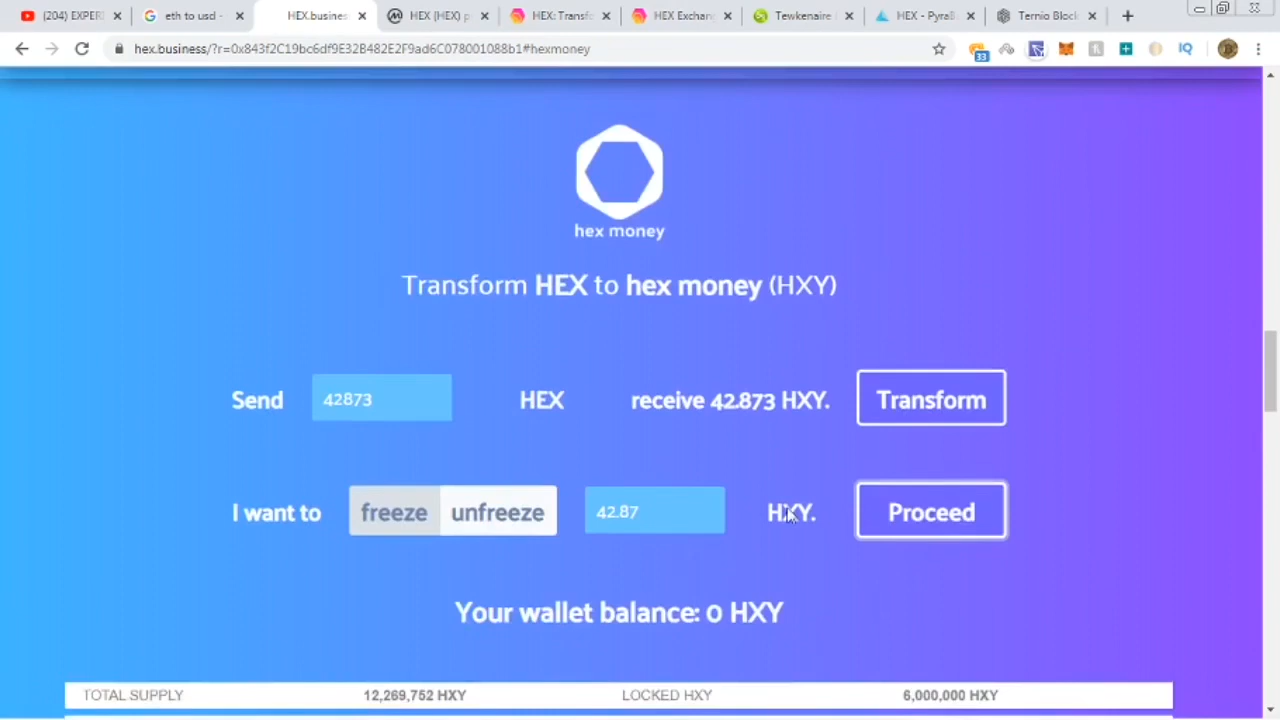 (204) EXPERI
eth to usd -
HEX.busines
HEX (HEX) p
HEX: Transfo
HEX Exchan
Tewkenaire
HEX - PyraB
Ternio Block
hex.business/?r=0x843f2C19bc6df9E32B482E2F9ad6C078001088b1#hexmoney
33
IQ
hex money
Transform HEX to hex money (HXY)
Send 42873 HEX receive 42.873 HXY. Transform
I want to freeze unfreeze 42.87 HXY. Proceed
Your wallet balance: 0 HXY
TOTAL SUPPLY 12,269,752 HXY LOCKED HXY 6,000,000 HXY